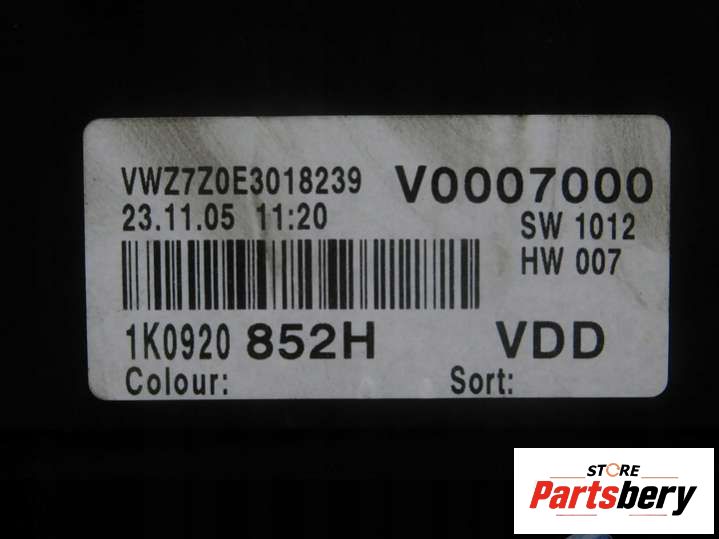 VWZ7Z0E3018239 V0007000
23.11.05 11:20 SW 1012
HW 007
1K0920 852H VDD
Colour: Sort:
STORE
Partsbery